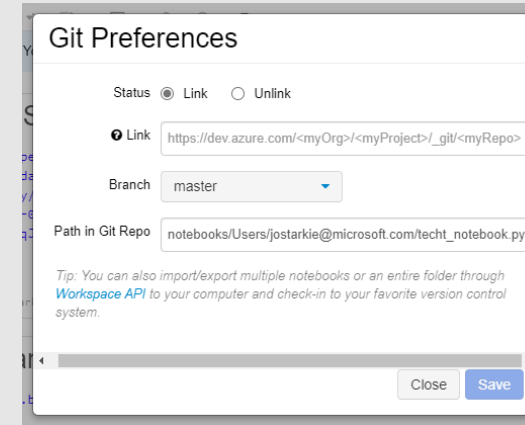 Git Preferences
Status Link Unlink
Link https://dev.azure.com/<myOrg>/<myProject>/_git/<myRepo>
Branch master
Path in Git Repo notebooks/Users/jostarkie@microsoft.com/techt_notebook.py
Tip: You can also import/export multiple notebooks or an entire folder through
Workspace API to your computer and check-in to your favorite version control
system.
Close Save